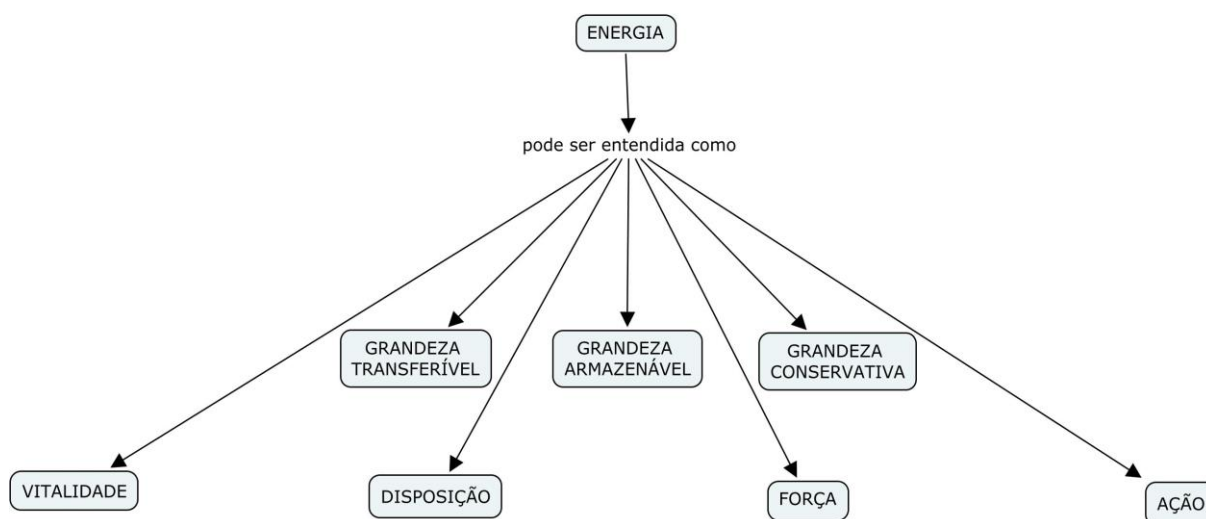 ENERGIA
pode ser entendida como
GRANDEZA
TRANSFERÍVEL
GRANDEZA
ARMAZENÁVEL
GRANDEZA
CONSERVATIVA
VITALIDADE
DISPOSIÇÃO
FORÇA
AÇÃO